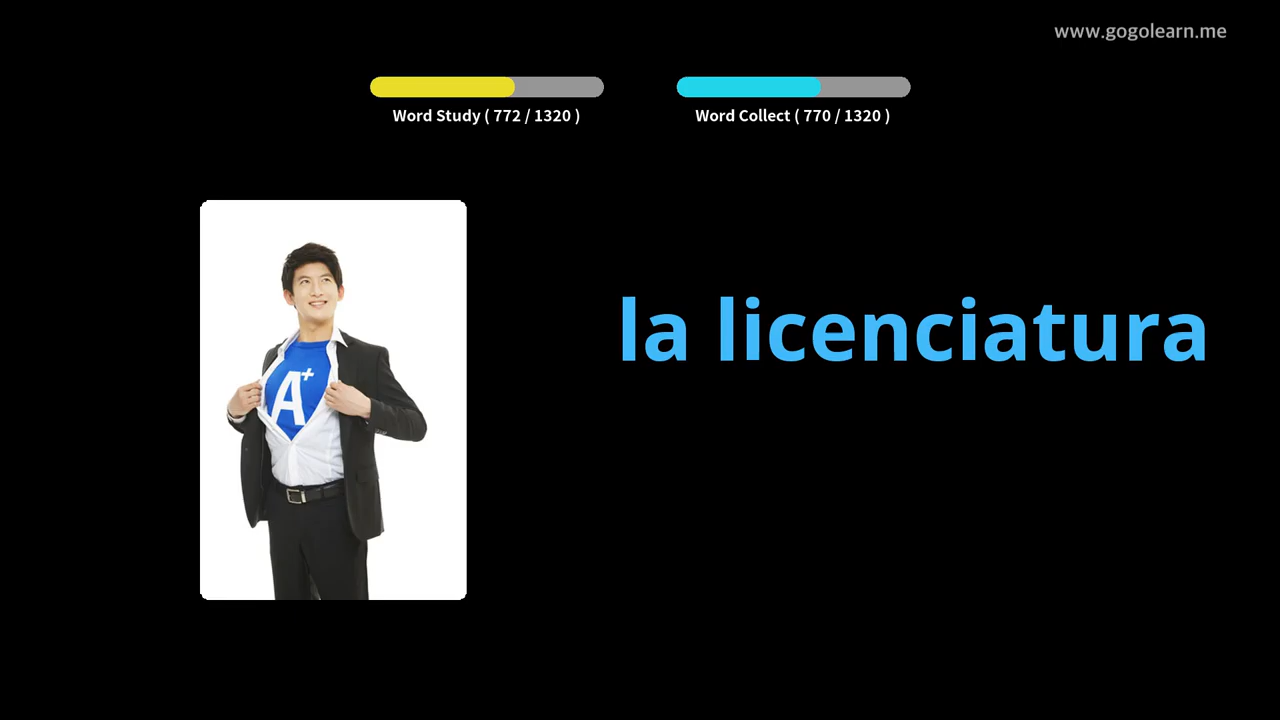 www.gogolearn.me
Word Study ( 772 / 1320 )
Word Collect ( 770 / 1320 )
A+
la licenciatura